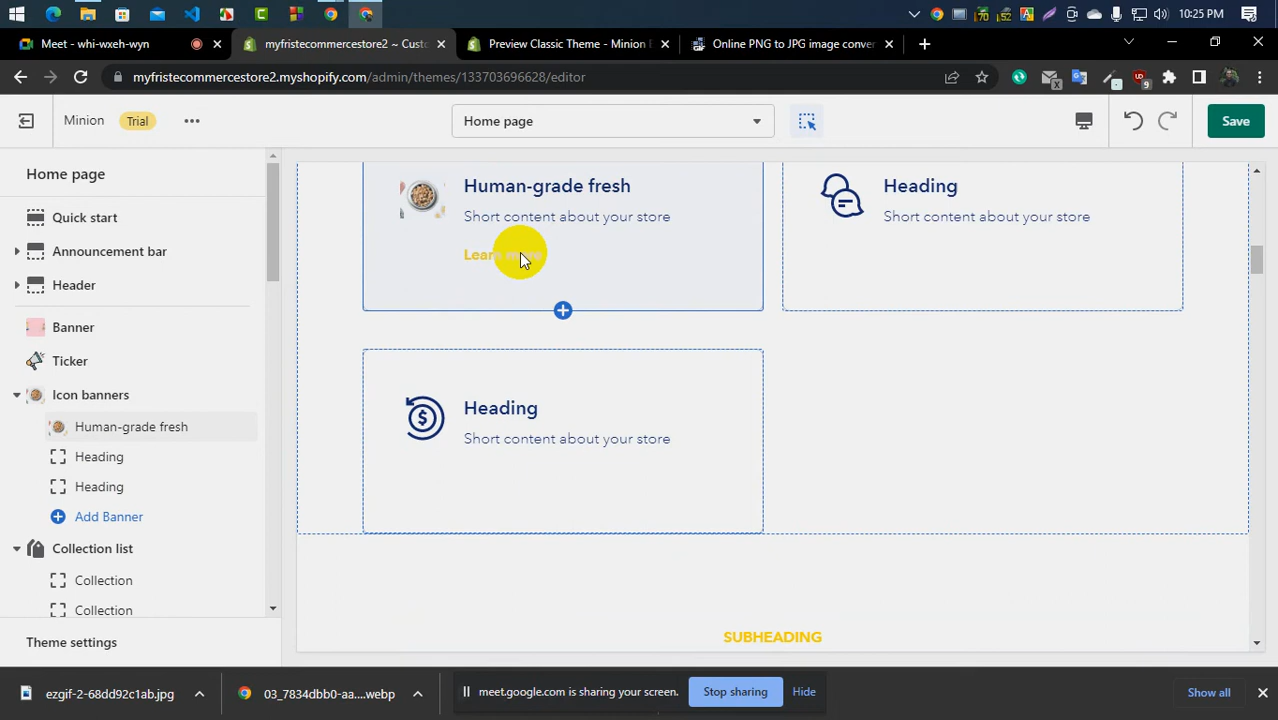 10:25 PM
Meet - whi-wxeh-wyn
myfristecommercestore2 ~ Custo
Preview Classic Theme - Minion E
Online PNG to JPG image conver
myfristecommercestore2.myshopify.com/admin/themes/133703696628/editor
Minion
Trial
Home page
Save
Home page
Quick start
Announcement bar
Header
Banner
Ticker
Icon banners
Human-grade fresh
Heading
Heading
Add Banner
Collection list
Collection
Collection
Theme settings
Human-grade fresh
Short content about your store
Learn more
Heading
Short content about your store
Heading
Short content about your store
SUBHEADING
ezgif-2-68dd92c1ab.jpg
03_7834dbb0-aa....webp
meet.google.com is sharing your screen.
Stop sharing
Hide
Show all